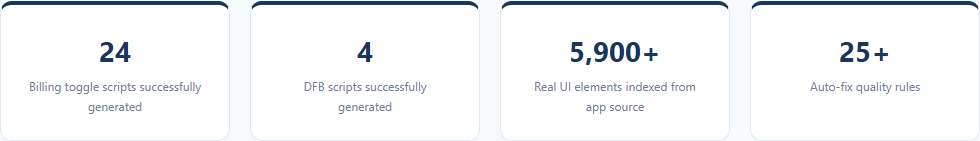 24
Billing toggle scripts successfully
generated
4
DFB scripts successfully
generated
5,900+
Real UI elements indexed from
app source
25+
Auto-fix quality rules